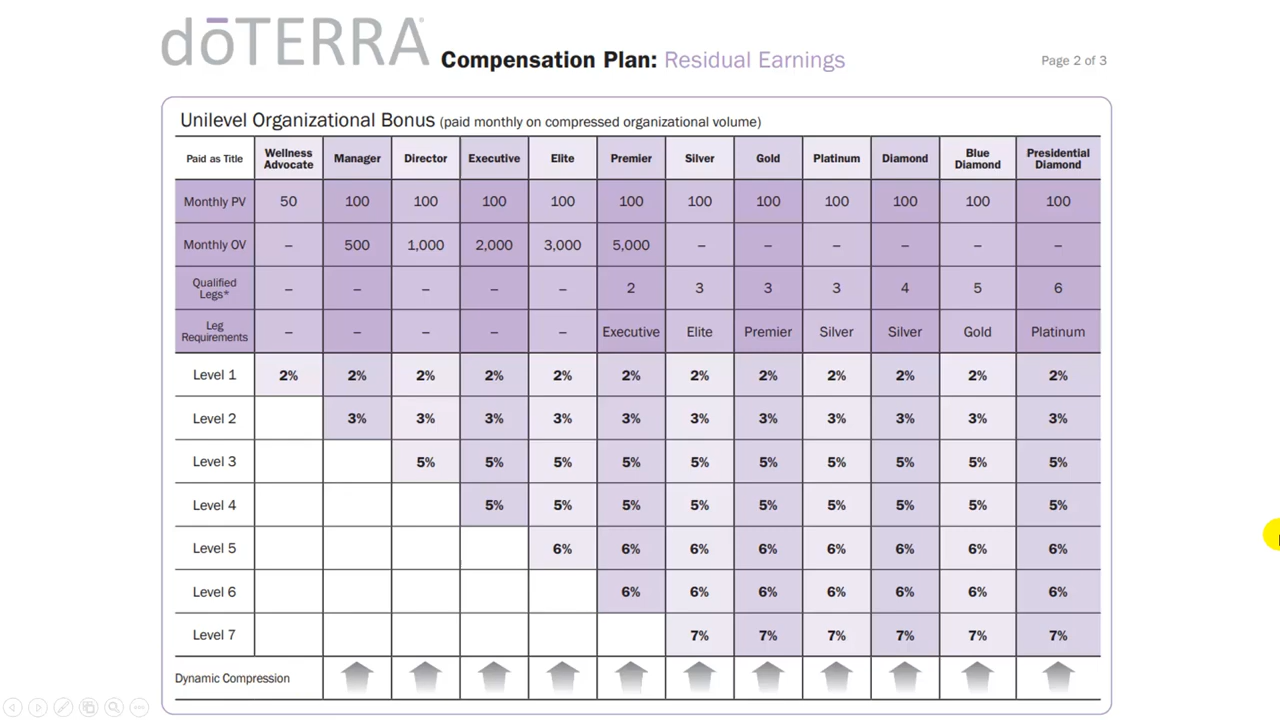 dōTERRA
Compensation Plan: Residual Earnings
Page 2 of 3
Unilevel Organizational Bonus (paid monthly on compressed organizational volume)
Paid as Title Wellness Advocate Manager Director Executive Elite Premier Silver Gold Platinum Diamond Blue Diamond Presidential Diamond
Monthly PV 50 100 100 100 100 100 100 100 100 100 100 100
Monthly OV – 500 1,000 2,000 3,000 5,000 – – – – – –
Qualified Legs* – – – – – 2 3 3 3 4 5 6
Leg Requirements – – – – – Executive Elite Premier Silver Silver Gold Platinum
Level 1 2% 2% 2% 2% 2% 2% 2% 2% 2% 2% 2% 2%
Level 2 3% 3% 3% 3% 3% 3% 3% 3% 3% 3% 3%
Level 3 5% 5% 5% 5% 5% 5% 5% 5% 5% 5%
Level 4 5% 5% 5% 5% 5% 5% 5% 5% 5%
Level 5 6% 6% 6% 6% 6% 6% 6% 6%
Level 6 6% 6% 6% 6% 6% 6% 6%
Level 7 7% 7% 7% 7% 7% 7%
Dynamic Compression